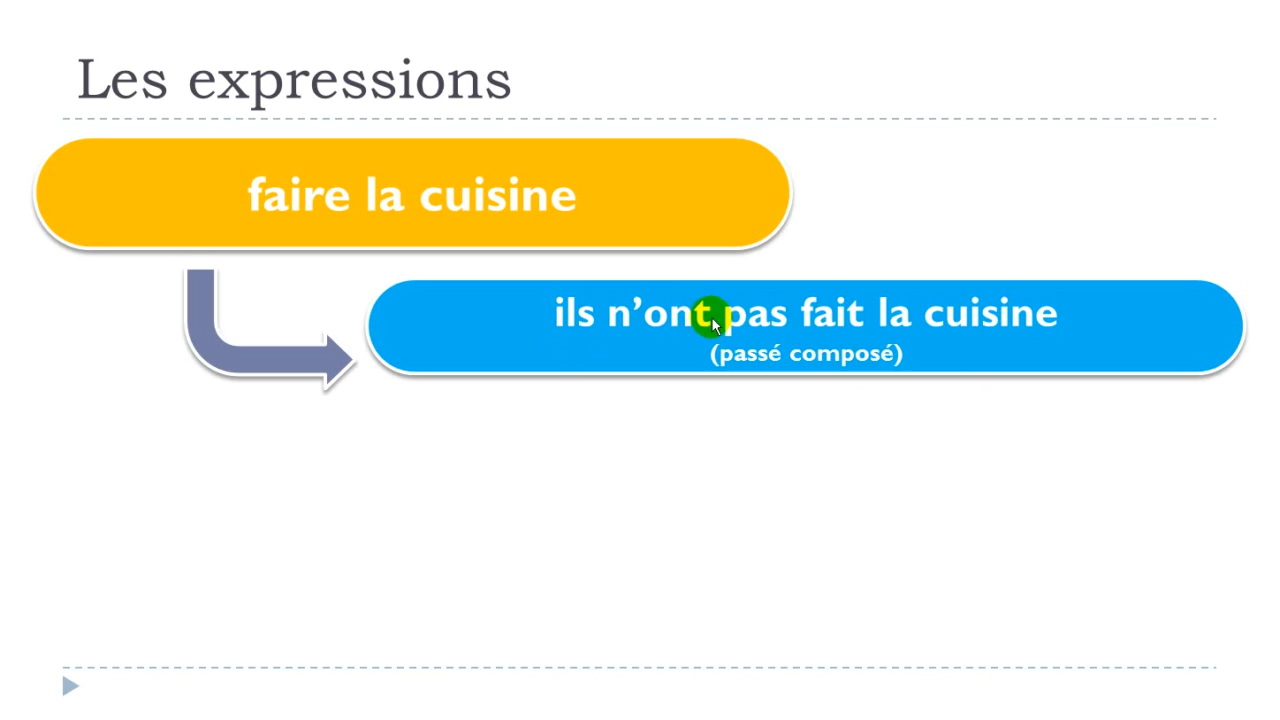 Les expressions
faire la cuisine
ils n’ont pas fait la cuisine
(passé composé)